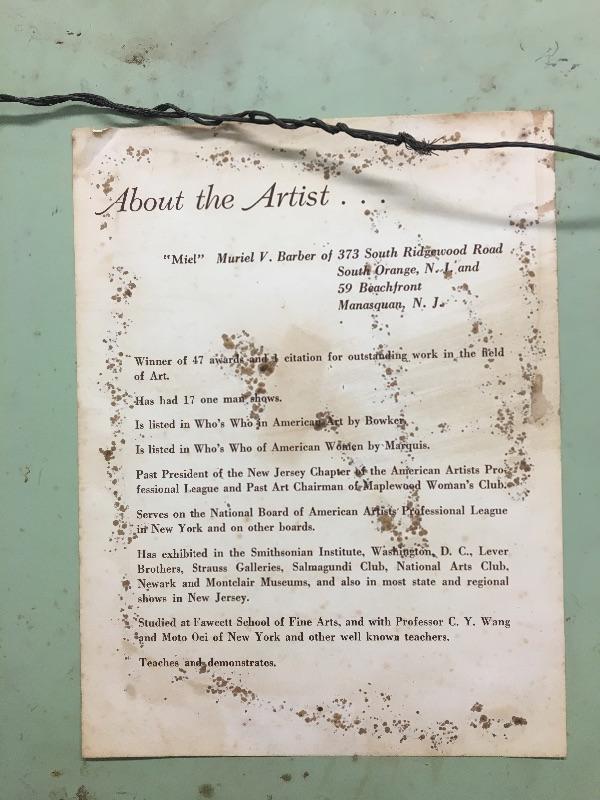 About the Artist . . .
"Miel" Muriel V. Barber of 373 South Ridgewood Road
South Orange, N. J. and
59 Beachfront
Manasquan, N. J.
Winner of 47 awards and 1 citation for outstanding work in the field
of Art.
Has had 17 one man shows.
Is listed in Who's Who in American Art by Bowker.
Is listed in Who's Who of American Women by Marquis.
Past President of the New Jersey Chapter of the American Artists Pro-
fessional League and Past Art Chairman of Maplewood Woman's Club.
Serves on the National Board of American Artists Professional League
in New York and on other boards.
Has exhibited in the Smithsonian Institute, Washington, D. C., Lever
Brothers, Strauss Galleries, Salmagundi Club, National Arts Club,
Newark and Montclair Museums, and also in most state and regional
shows in New Jersey.
Studied at Fawcett School of Fine Arts, and with Professor C. Y. Wang
and Moto Oei of New York and other well known teachers.
Teaches and demonstrates.